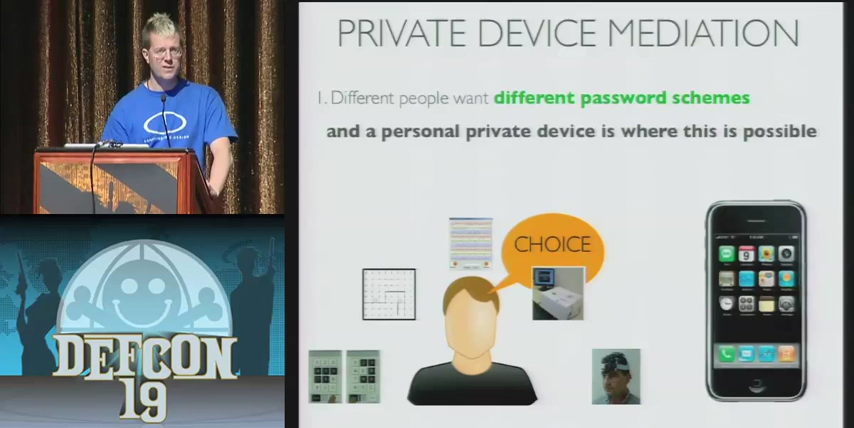 PRIVATE DEVICE MEDIATION
1. Different people want different password schemes
and a personal private device is where this is possible
CHOICE
DEFCON
19